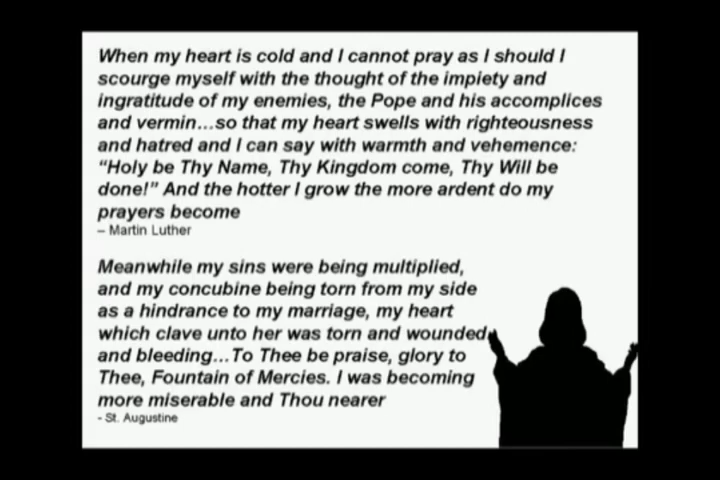 When my heart is cold and I cannot pray as I should I
scourge myself with the thought of the impiety and
ingratitude of my enemies, the Pope and his accomplices
and vermin...so that my heart swells with righteousness
and hatred and I can say with warmth and vehemence:
“Holy be Thy Name, Thy Kingdom come, Thy Will be
done!” And the hotter I grow the more ardent do my
prayers become
– Martin Luther
Meanwhile my sins were being multiplied,
and my concubine being torn from my side
as a hindrance to my marriage, my heart
which clave unto her was torn and wounded
and bleeding...To Thee be praise, glory to
Thee, Fountain of Mercies. I was becoming
more miserable and Thou nearer
- St. Augustine